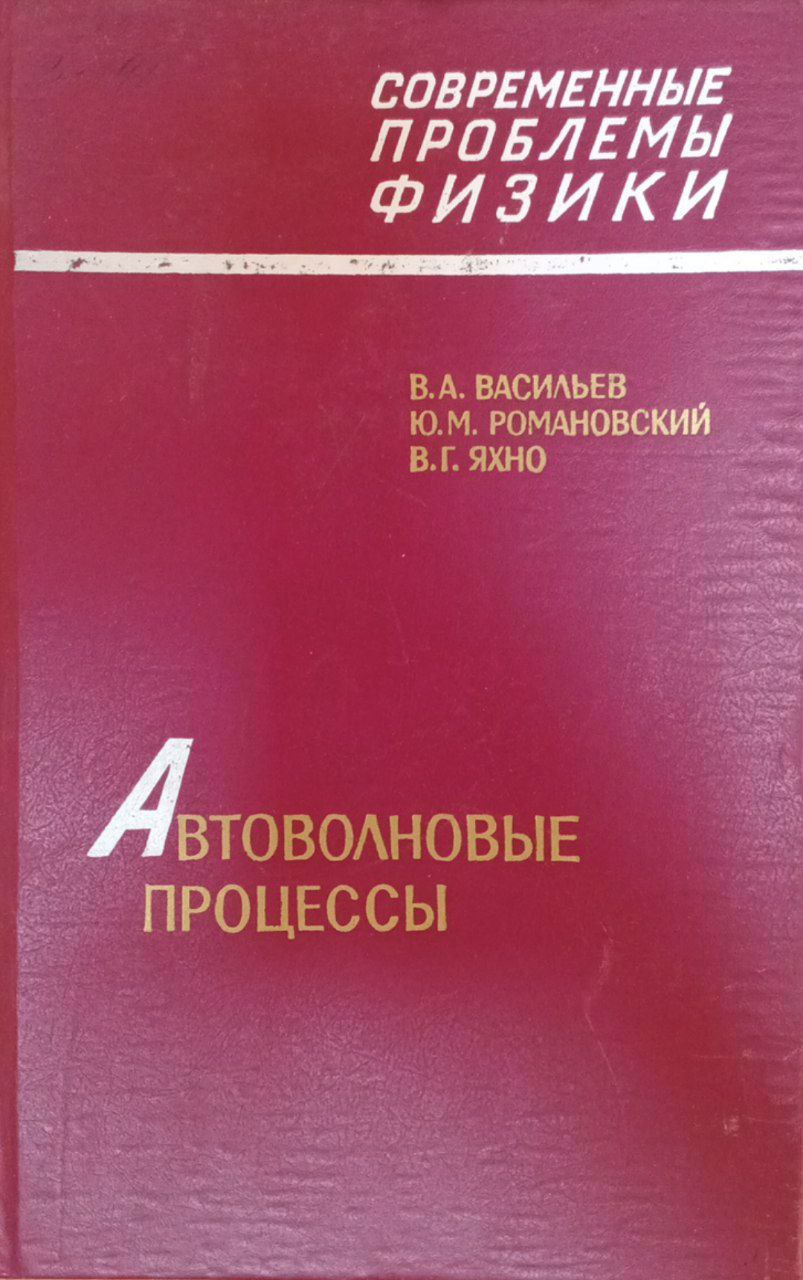 СОВРЕМЕННЫЕ
ПРОБЛЕМЫ
ФИЗИКИ
В.А. ВАСИЛЬЕВ
Ю.М. РОМАНОВСКИЙ
В.Г. ЯХНО
АВТОВОЛНОВЫЕ
ПРОЦЕССЫ